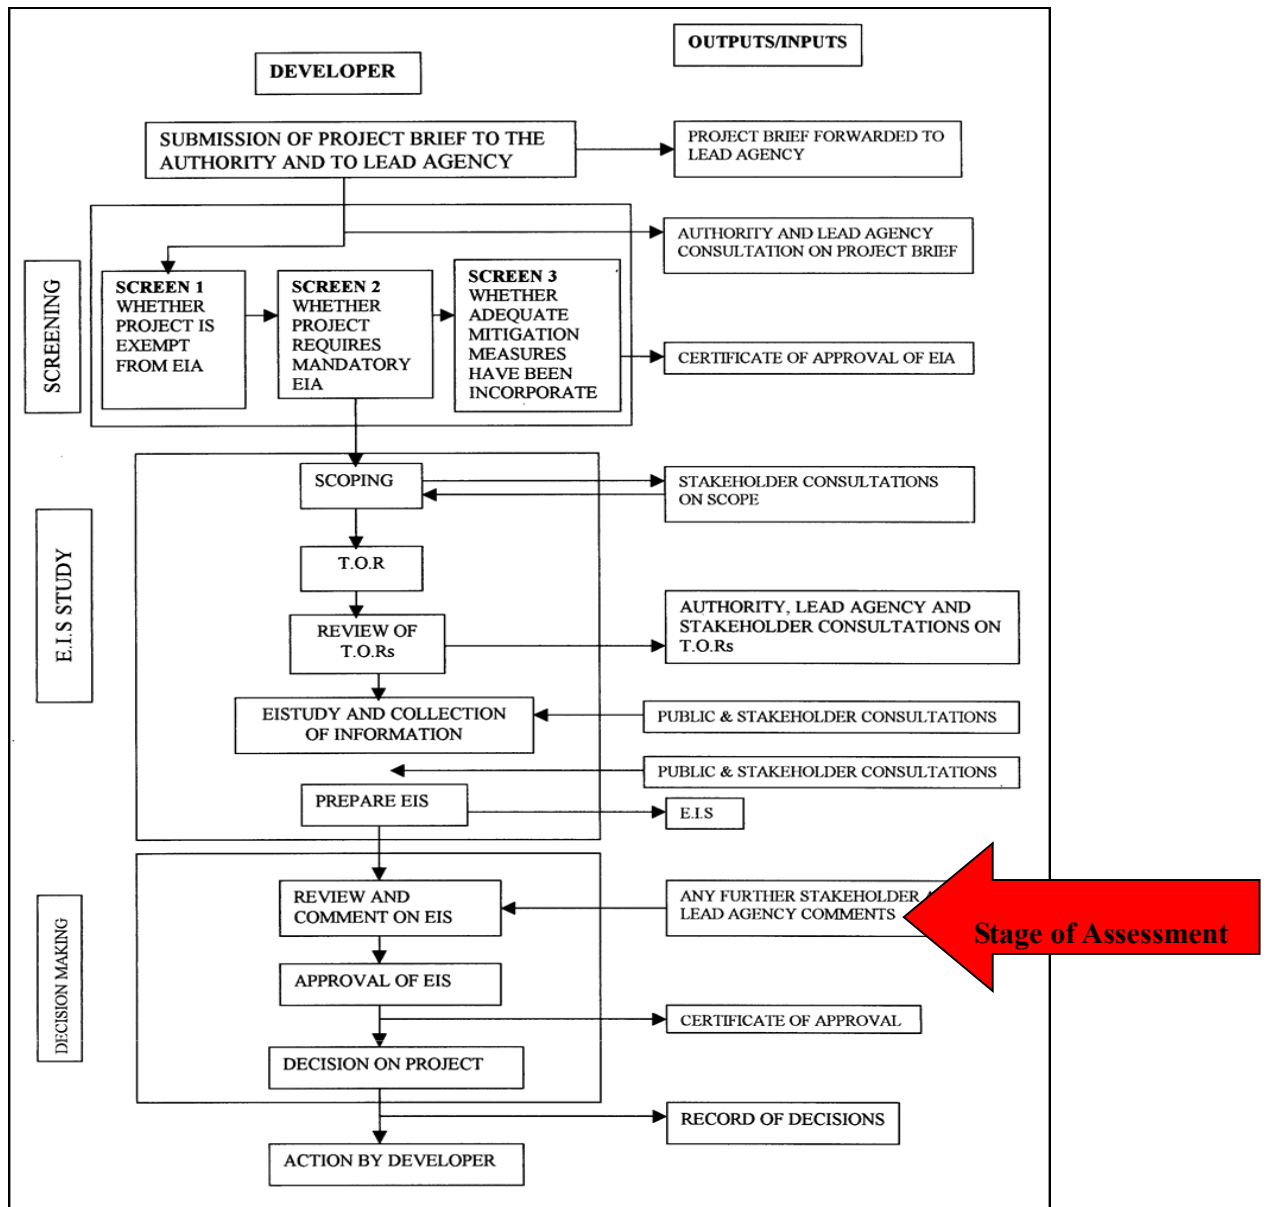 OUTPUTS/INPUTS
DEVELOPER
SUBMISSION OF PROJECT BRIEF TO THE
AUTHORITY AND TO LEAD AGENCY
PROJECT BRIEF FORWARDED TO
LEAD AGENCY
AUTHORITY AND LEAD AGENCY
CONSULTATION ON PROJECT BRIEF
SCREENING
SCREEN 1
WHETHER
PROJECT IS
EXEMPT
FROM EIA
SCREEN 2
WHETHER
PROJECT
REQUIRES
MANDATORY
EIA
SCREEN 3
WHETHER
ADEQUATE
MITIGATION
MEASURES
HAVE BEEN
INCORPORATE
CERTIFICATE OF APPROVAL OF EIA
E.I.S STUDY
SCOPING
STAKEHOLDER CONSULTATIONS
ON SCOPE
T.O.R
REVIEW OF
T.O.Rs
AUTHORITY, LEAD AGENCY AND
STAKEHOLDER CONSULTATIONS ON
T.O.Rs
EISTUDY AND COLLECTION
OF INFORMATION
PUBLIC & STAKEHOLDER CONSULTATIONS
PUBLIC & STAKEHOLDER CONSULTATIONS
PREPARE EIS
E.I.S
DECISION MAKING
REVIEW AND
COMMENT ON EIS
ANY FURTHER STAKEHOLDER
LEAD AGENCY COMMENTS
Stage of Assessment
APPROVAL OF EIS
CERTIFICATE OF APPROVAL
DECISION ON PROJECT
RECORD OF DECISIONS
ACTION BY DEVELOPER